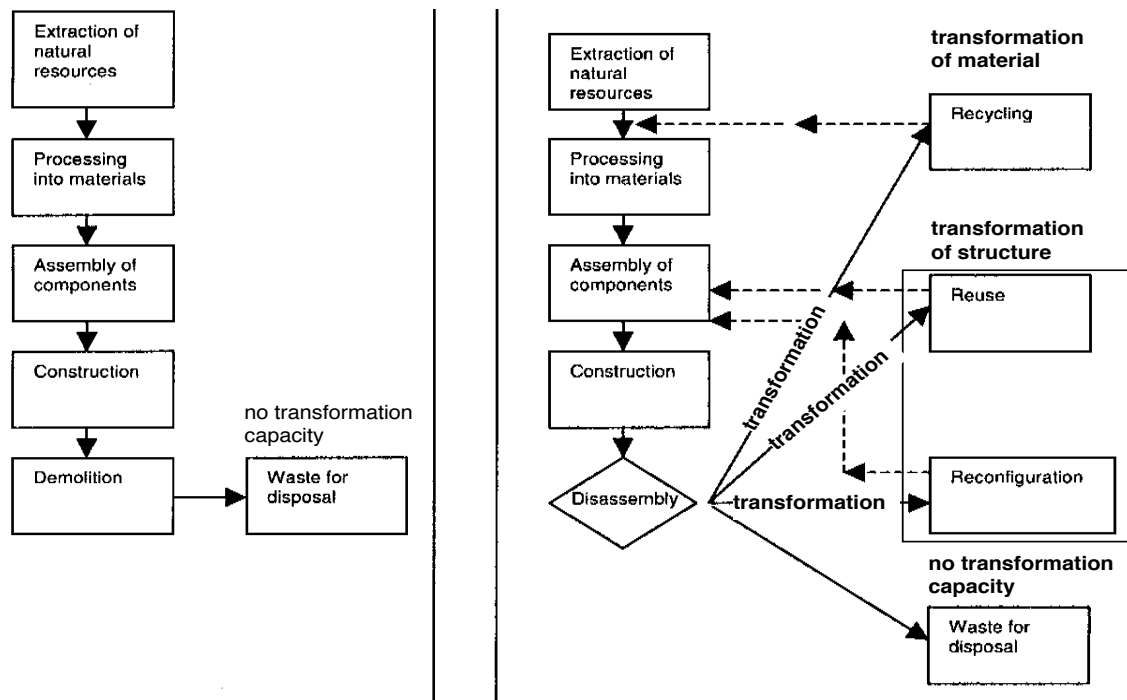 Extraction of
natural
resources
Processing
into materials
Assembly of
components
Construction
Demolition
no transformation
capacity
Waste for
disposal
Extraction of
natural
resources
Processing
into materials
Assembly of
components
Construction
Disassembly
transformation
of material
Recycling
transformation
of structure
Reuse
transformation
transformation
transformation
Reconfiguration
no transformation
capacity
Waste for
disposal